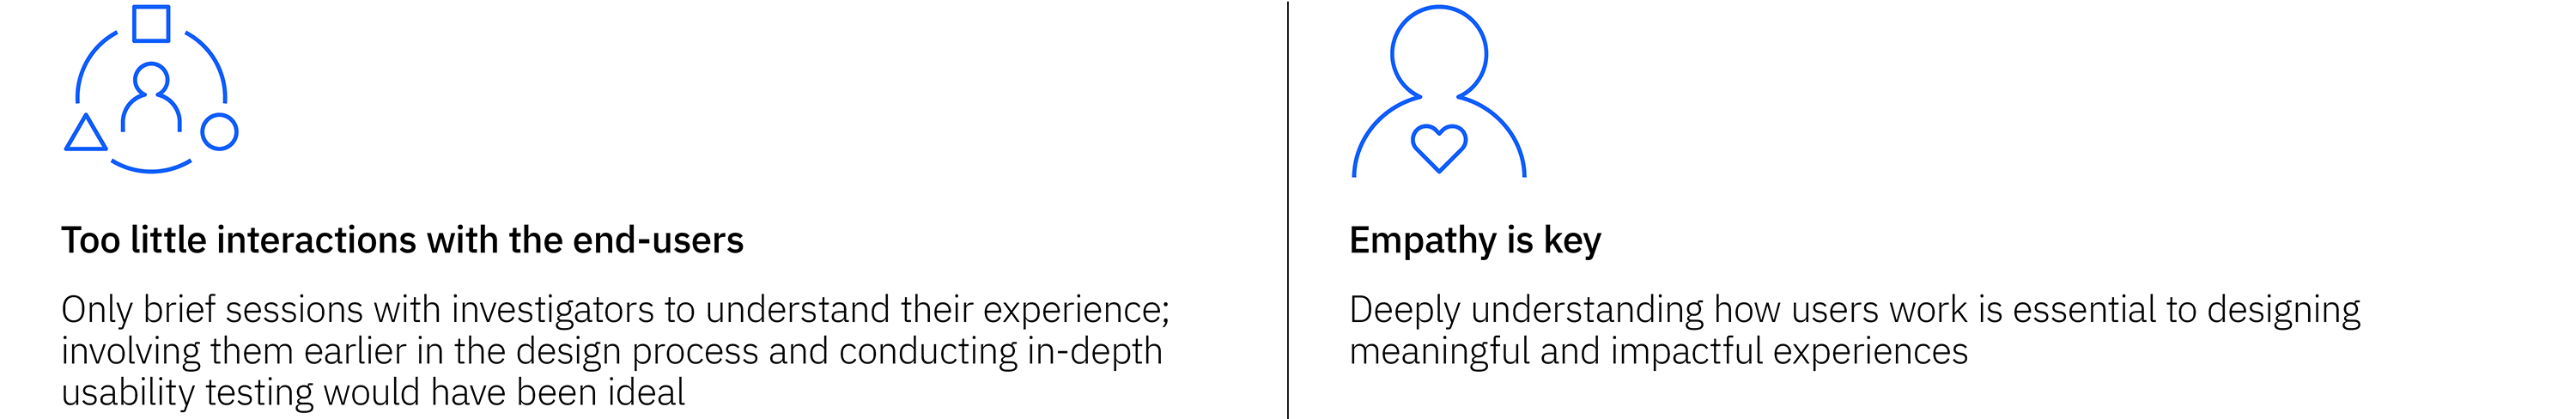 Too little interactions with the end-users
Only brief sessions with investigators to understand their experience;
involving them earlier in the design process and conducting in-depth
usability testing would have been ideal
Empathy is key
Deeply understanding how users work is essential to designing
meaningful and impactful experiences